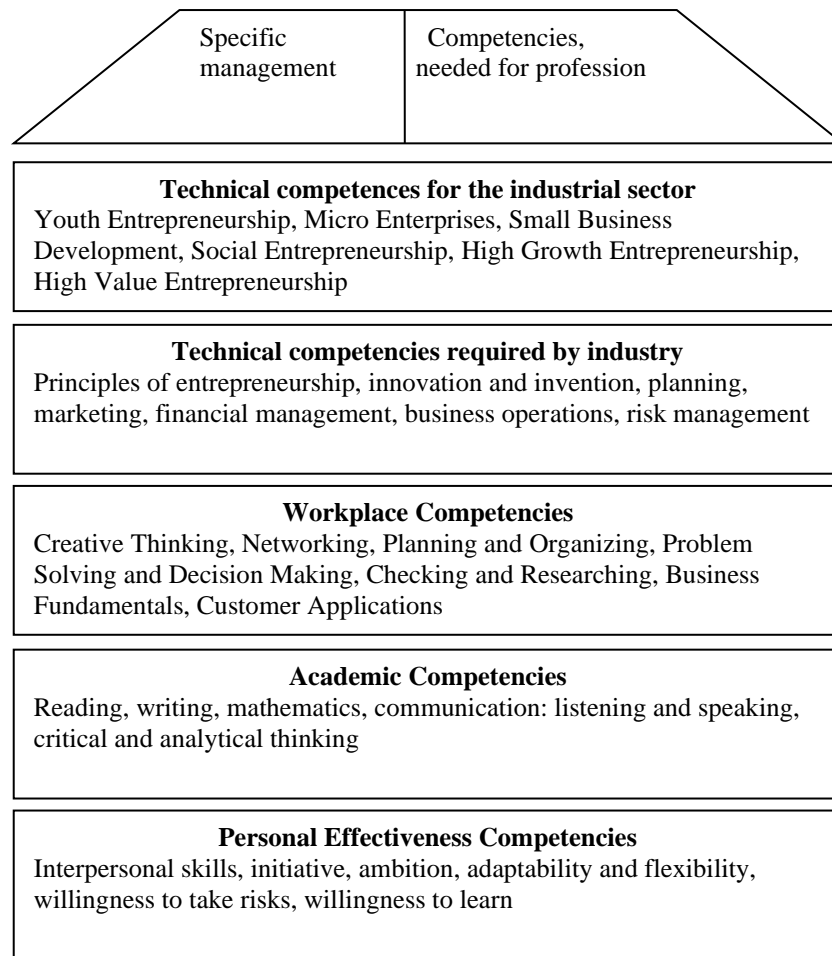 Specific
management
Competencies,
needed for profession
Technical competences for the industrial sector
Youth Entrepreneurship, Micro Enterprises, Small Business
Development, Social Entrepreneurship, High Growth Entrepreneurship,
High Value Entrepreneurship
Technical competencies required by industry
Principles of entrepreneurship, innovation and invention, planning,
marketing, financial management, business operations, risk management
Workplace Competencies
Creative Thinking, Networking, Planning and Organizing, Problem
Solving and Decision Making, Checking and Researching, Business
Fundamentals, Customer Applications
Academic Competencies
Reading, writing, mathematics, communication: listening and speaking,
critical and analytical thinking
Personal Effectiveness Competencies
Interpersonal skills, initiative, ambition, adaptability and flexibility,
willingness to take risks, willingness to learn